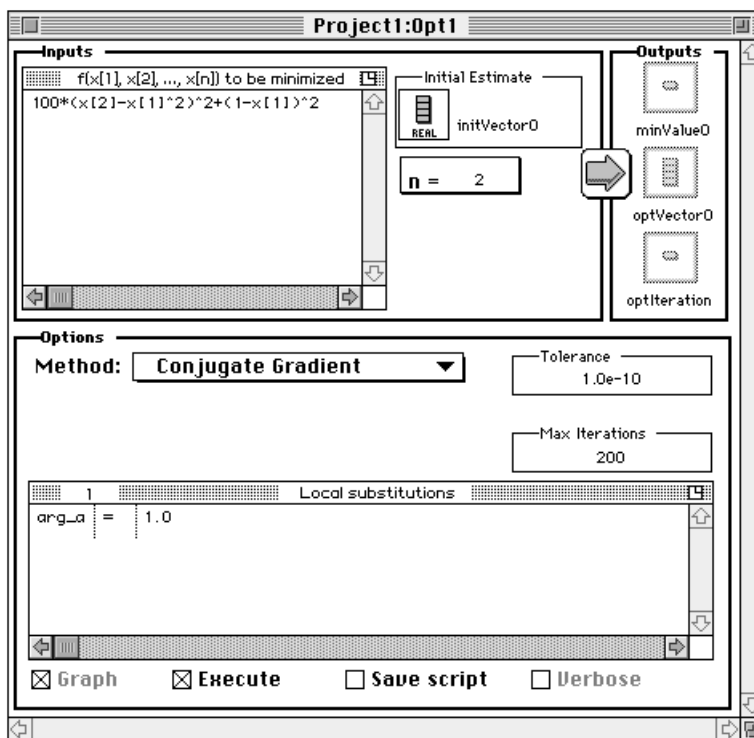 Project1:Opt1
Inputs
f(x[1], x[2], ..., x[n]) to be minimized
100*(x[2]-x[1]^2)^2+(1-x[1])^2
Initial Estimate
REAL
initVector0
n = 2
Outputs
minValue0
optVector0
optIteration
Options
Method: Conjugate Gradient
Tolerance
1.0e-10
Max Iterations
200
1 Local substitutions
arg_a = 1.0
Graph Execute Save script Verbose